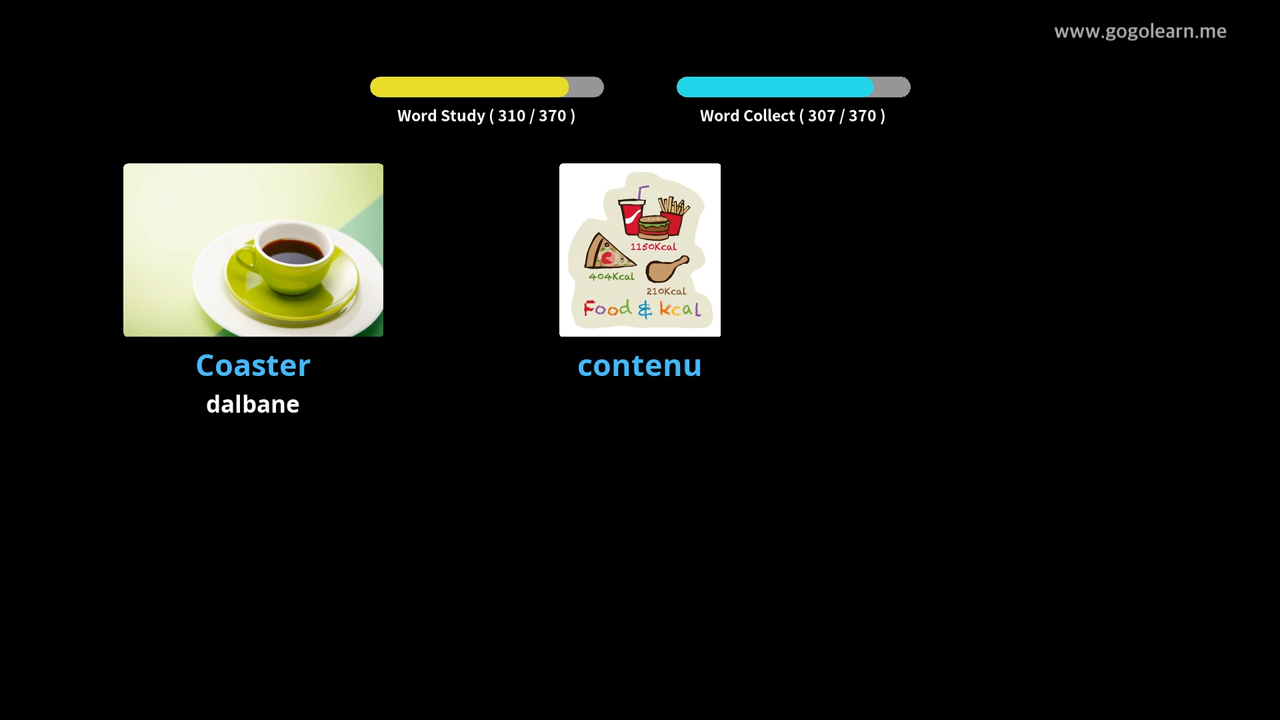 www.gogolearn.me
Word Study ( 310 / 370 )
Word Collect ( 307 / 370 )
1150Kcal
404Kcal
210Kcal
Food & kcal
Coaster
contenu
dalbane